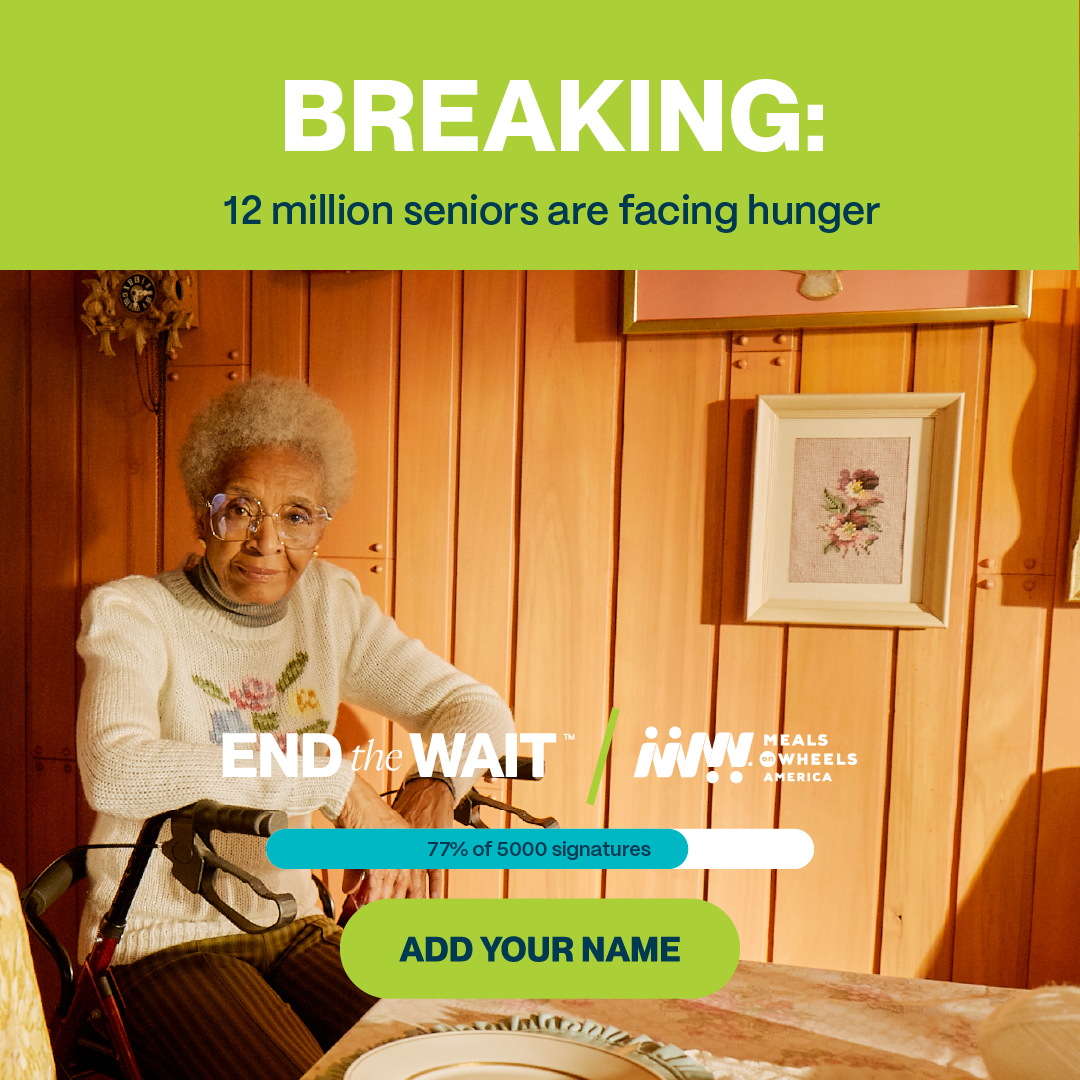 BREAKING:
12 million seniors are facing hunger
END the WAIT™
MEALS
on WHEELS
AMERICA
77% of 5000 signatures
ADD YOUR NAME